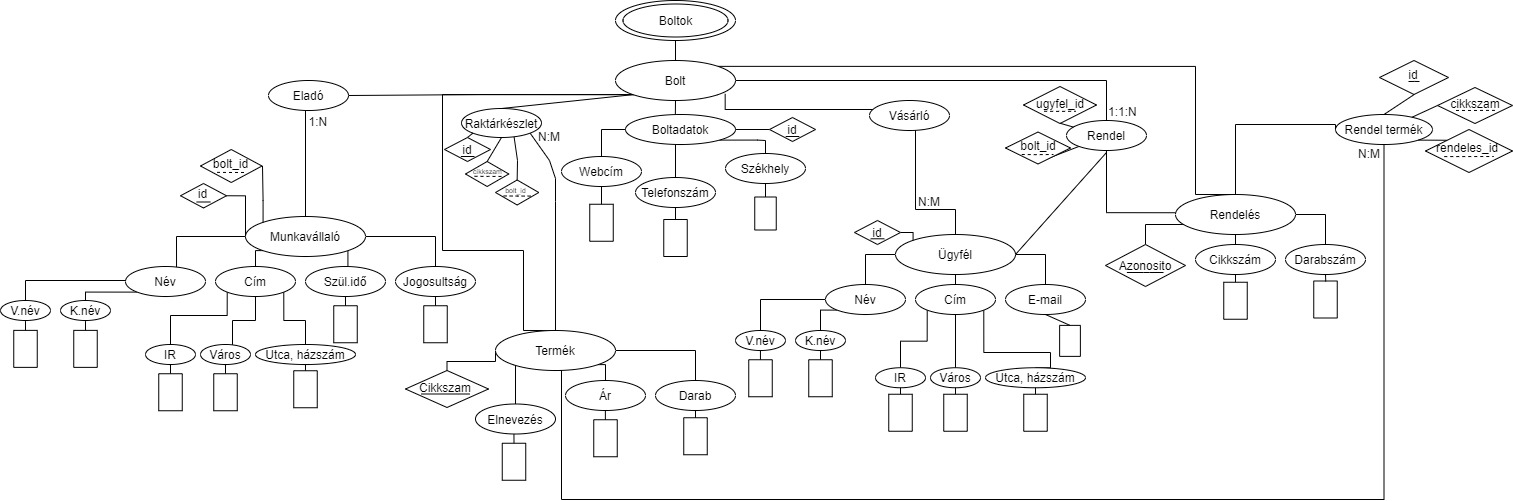 Boltok
Bolt
Eladó
1:N
Raktárkészlet
N:M
id
cikkszam
bolt_id
Boltadatok
id
Webcím
Telefonszám
Székhely
Vásárló
N:M
ugyfel_id
bolt_id
Rendel
1:1:N
id
cikkszam
rendeles_id
Rendel termék
N:M
bolt_id
id
Munkavállaló
Név
Cím
Szül.idő
Jogosultság
V.név
K.név
IR
Város
Utca, házszám
Termék
Cikkszam
Elnevezés
Ár
Darab
id
Ügyfél
Név
Cím
E-mail
V.név
K.név
IR
Város
Utca, házszám
Rendelés
Azonosito
Cikkszám
Darabszám